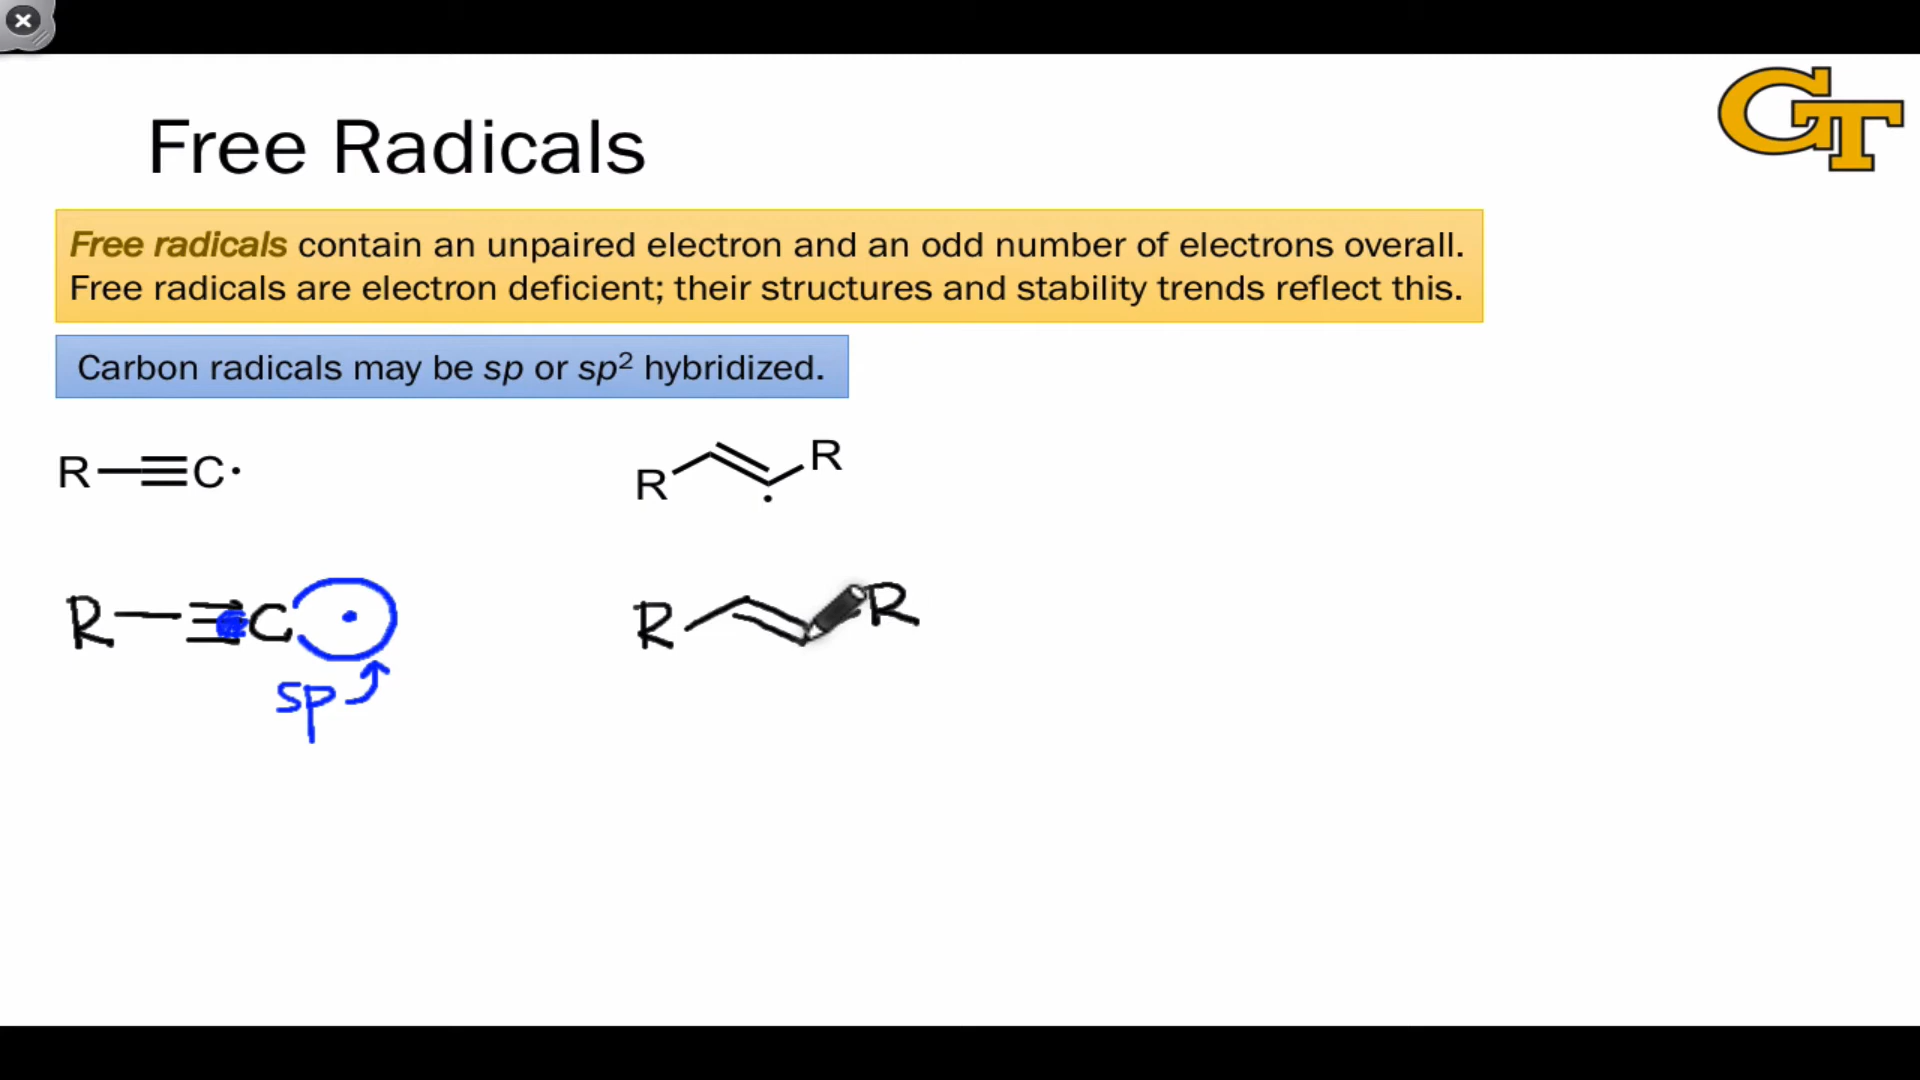 GT
Free Radicals
Free radicals contain an unpaired electron and an odd number of electrons overall.
Free radicals are electron deficient; their structures and stability trends reflect this.
Carbon radicals may be sp or sp² hybridized.
R—≡C·
R R
R—≡C·
sp
R R